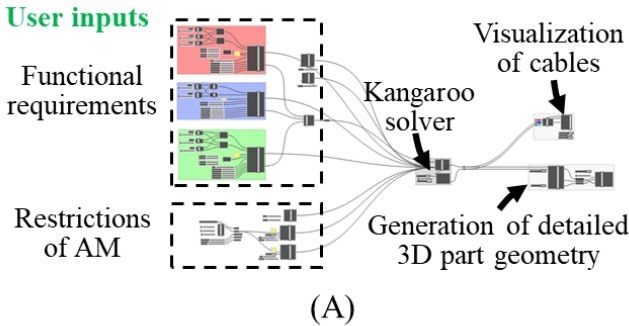 User inputs
Functional
requirements
Restrictions
of AM
Kangaroo
solver
Visualization
of cables
Generation of detailed
3D part geometry
(A)